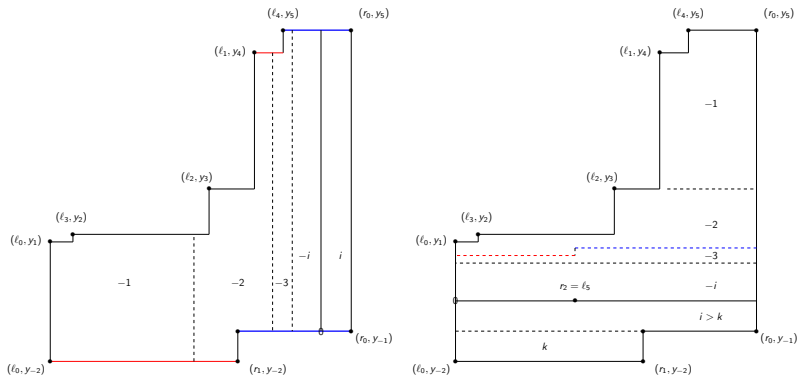 (ℓ₄, y₅)
(r₀, y₅)
(ℓ₁, y₄)
(ℓ₂, y₃)
(ℓ₃, y₂)
(ℓ₀, y₁)
−i
i
−1
−2
−3
0
(r₀, y₋₁)
(ℓ₀, y₋₂)
(r₁, y₋₂)
(ℓ₄, y₅)
(r₀, y₅)
(ℓ₁, y₄)
−1
(ℓ₂, y₃)
(ℓ₃, y₂)
−2
(ℓ₀, y₁)
−3
r₂ = ℓ₅
−i
0
i > k
(r₀, y₋₁)
k
(ℓ₀, y₋₂)
(r₁, y₋₂)